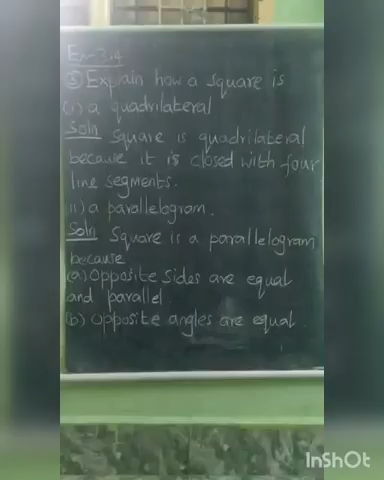 Ex-3.4
③ Explain how a square is
(i) a quadrilateral
Soln Square is quadrilateral
because it is closed with four
line segments.
ii) a parallelogram.
Soln Square is a parallelogram
because
(a) Opposite sides are equal
and parallel.
(b) Opposite angles are equal.
InShOt